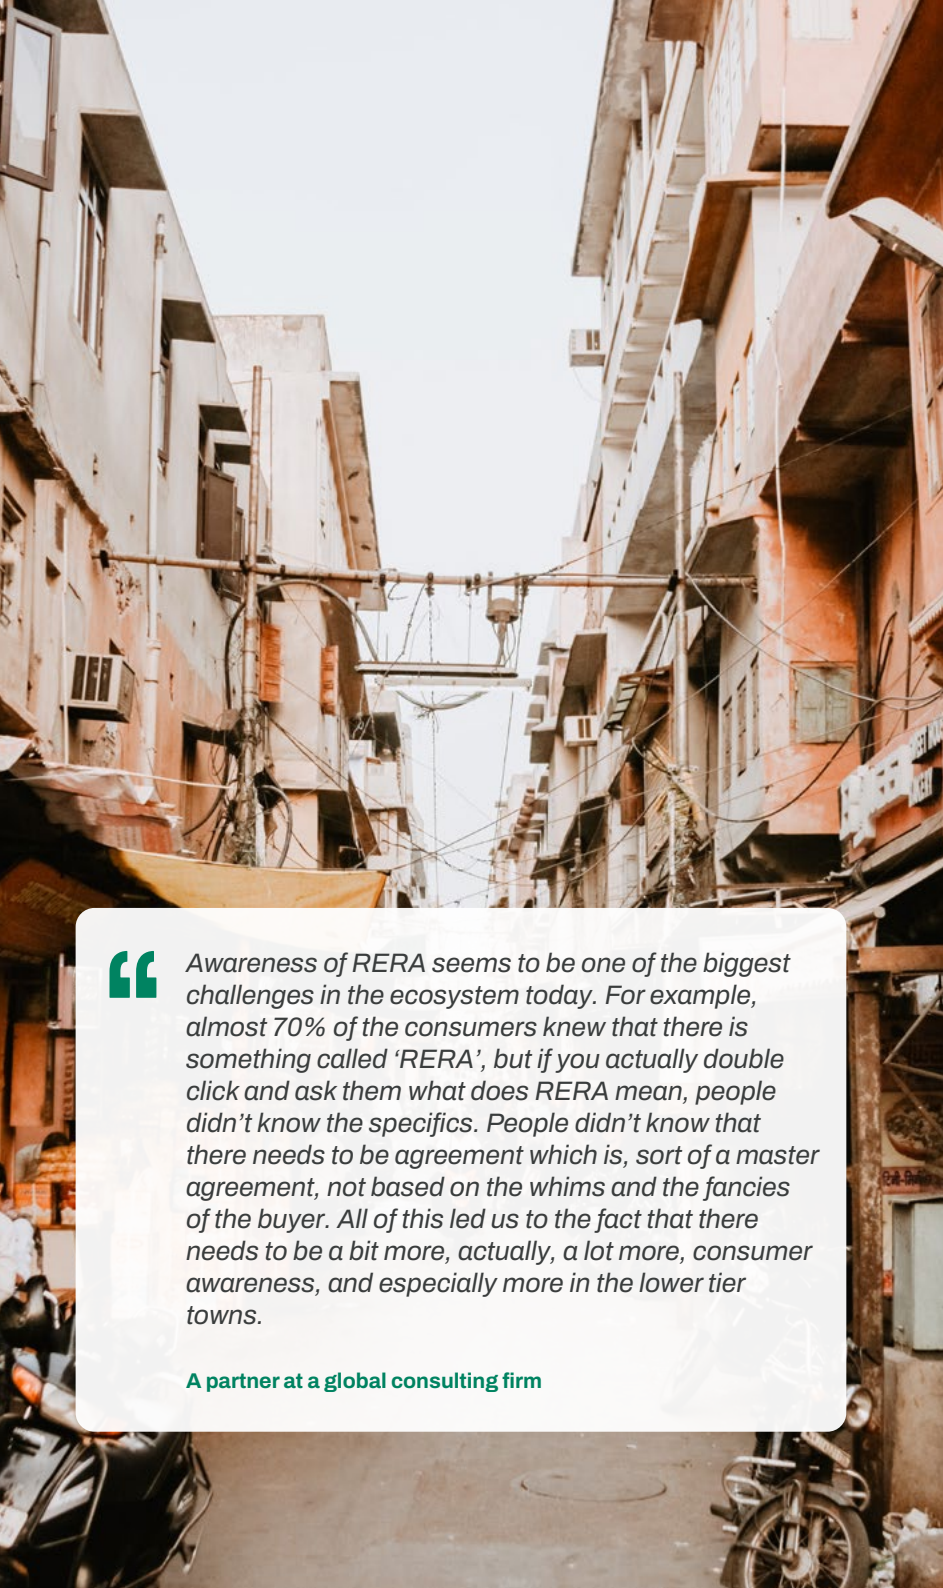 “
Awareness of RERA seems to be one of the biggest
challenges in the ecosystem today. For example,
almost 70% of the consumers knew that there is
something called ‘RERA’, but if you actually double
click and ask them what does RERA mean, people
didn’t know the specifics. People didn’t know that
there needs to be agreement which is, sort of a master
agreement, not based on the whims and the fancies
of the buyer. All of this led us to the fact that there
needs to be a bit more, actually, a lot more, consumer
awareness, and especially more in the lower tier
towns.
A partner at a global consulting firm